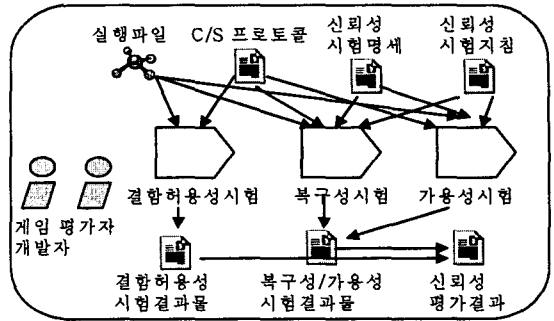 실행파일 C/S 프로토콜 신뢰성 신뢰성
시험명세 시험지침
결함허용성시험 복구성시험 가용성시험
게임 평가자
개발자
결함허용성 복구성/가용성 신뢰성
시험결과물 시험결과물 평가결과